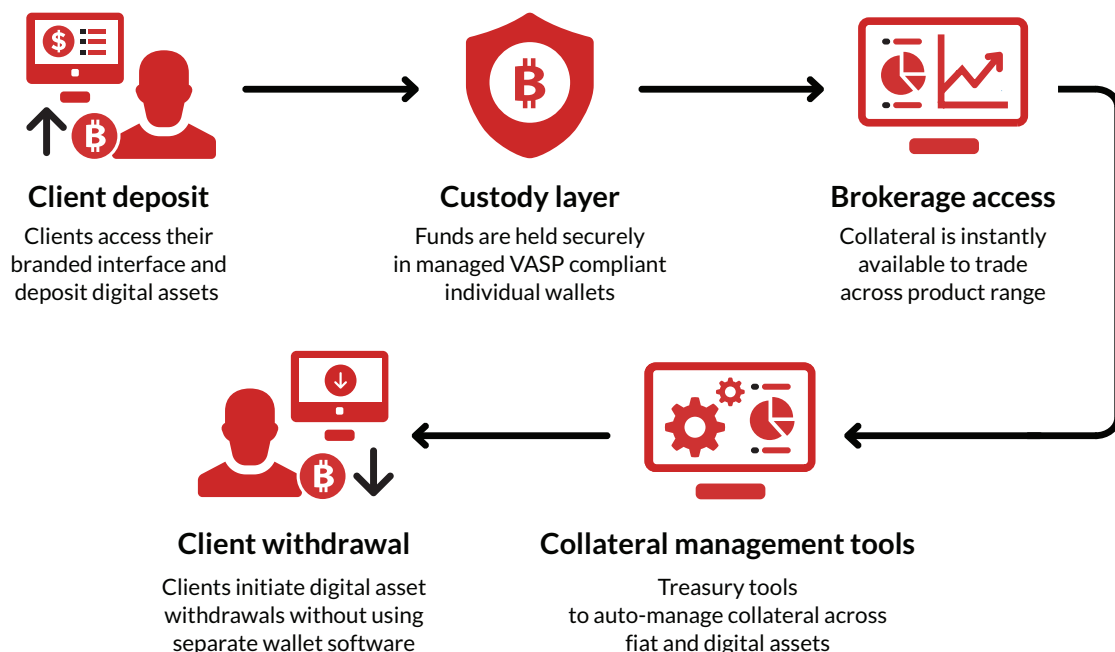 Client deposit
Clients access their
branded interface and
deposit digital assets
Custody layer
Funds are held securely
in managed VASP compliant
individual wallets
Brokerage access
Collateral is instantly
available to trade
across product range
Client withdrawal
Clients initiate digital asset
withdrawals without using
separate wallet software
Collateral management tools
Treasury tools
to auto-manage collateral across
fiat and digital assets